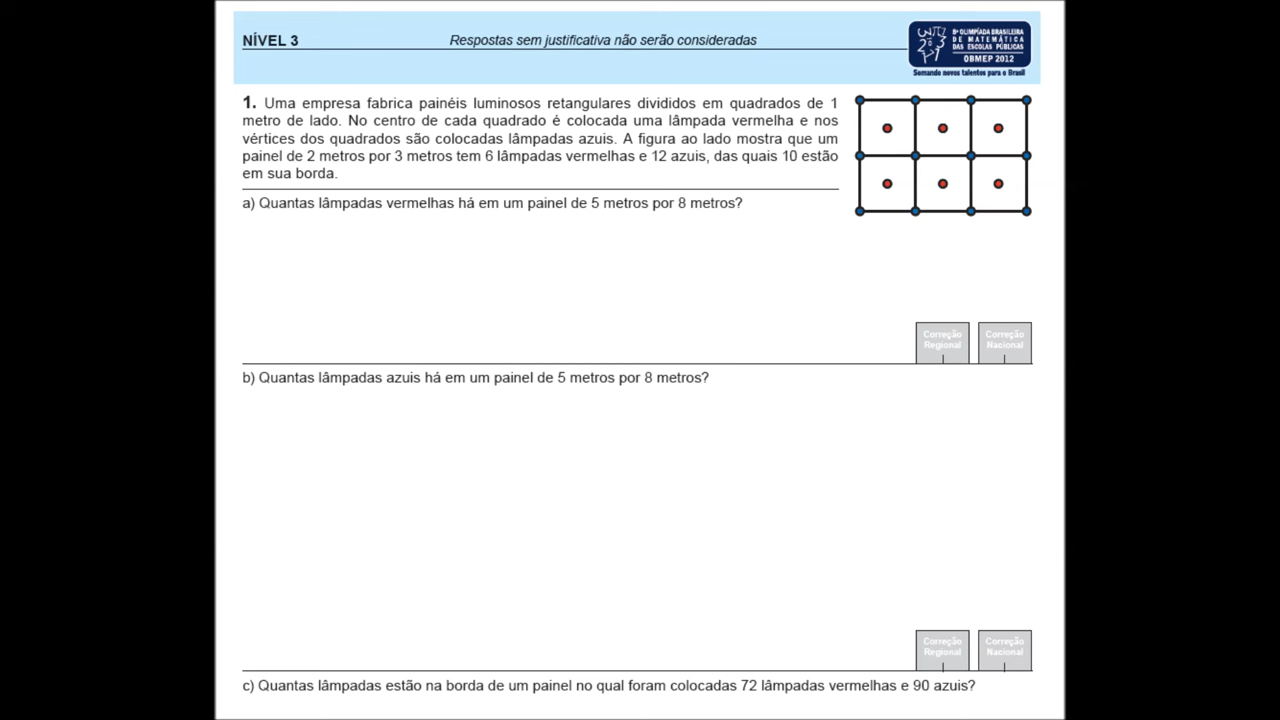 NÍVEL 3
Respostas sem justificativa não serão consideradas
8ª OLIMPÍADA BRASILEIRA
DE MATEMÁTICA
DAS ESCOLAS PÚBLICAS
OBMEP 2012
Somando novos talentos para o Brasil
1. Uma empresa fabrica painéis luminosos retangulares divididos em quadrados de 1
metro de lado. No centro de cada quadrado é colocada uma lâmpada vermelha e nos
vértices dos quadrados são colocadas lâmpadas azuis. A figura ao lado mostra que um
painel de 2 metros por 3 metros tem 6 lâmpadas vermelhas e 12 azuis, das quais 10 estão
em sua borda.
a) Quantas lâmpadas vermelhas há em um painel de 5 metros por 8 metros?
Correção
Regional
Correção
Nacional
b) Quantas lâmpadas azuis há em um painel de 5 metros por 8 metros?
Correção
Regional
Correção
Nacional
c) Quantas lâmpadas estão na borda de um painel no qual foram colocadas 72 lâmpadas vermelhas e 90 azuis?